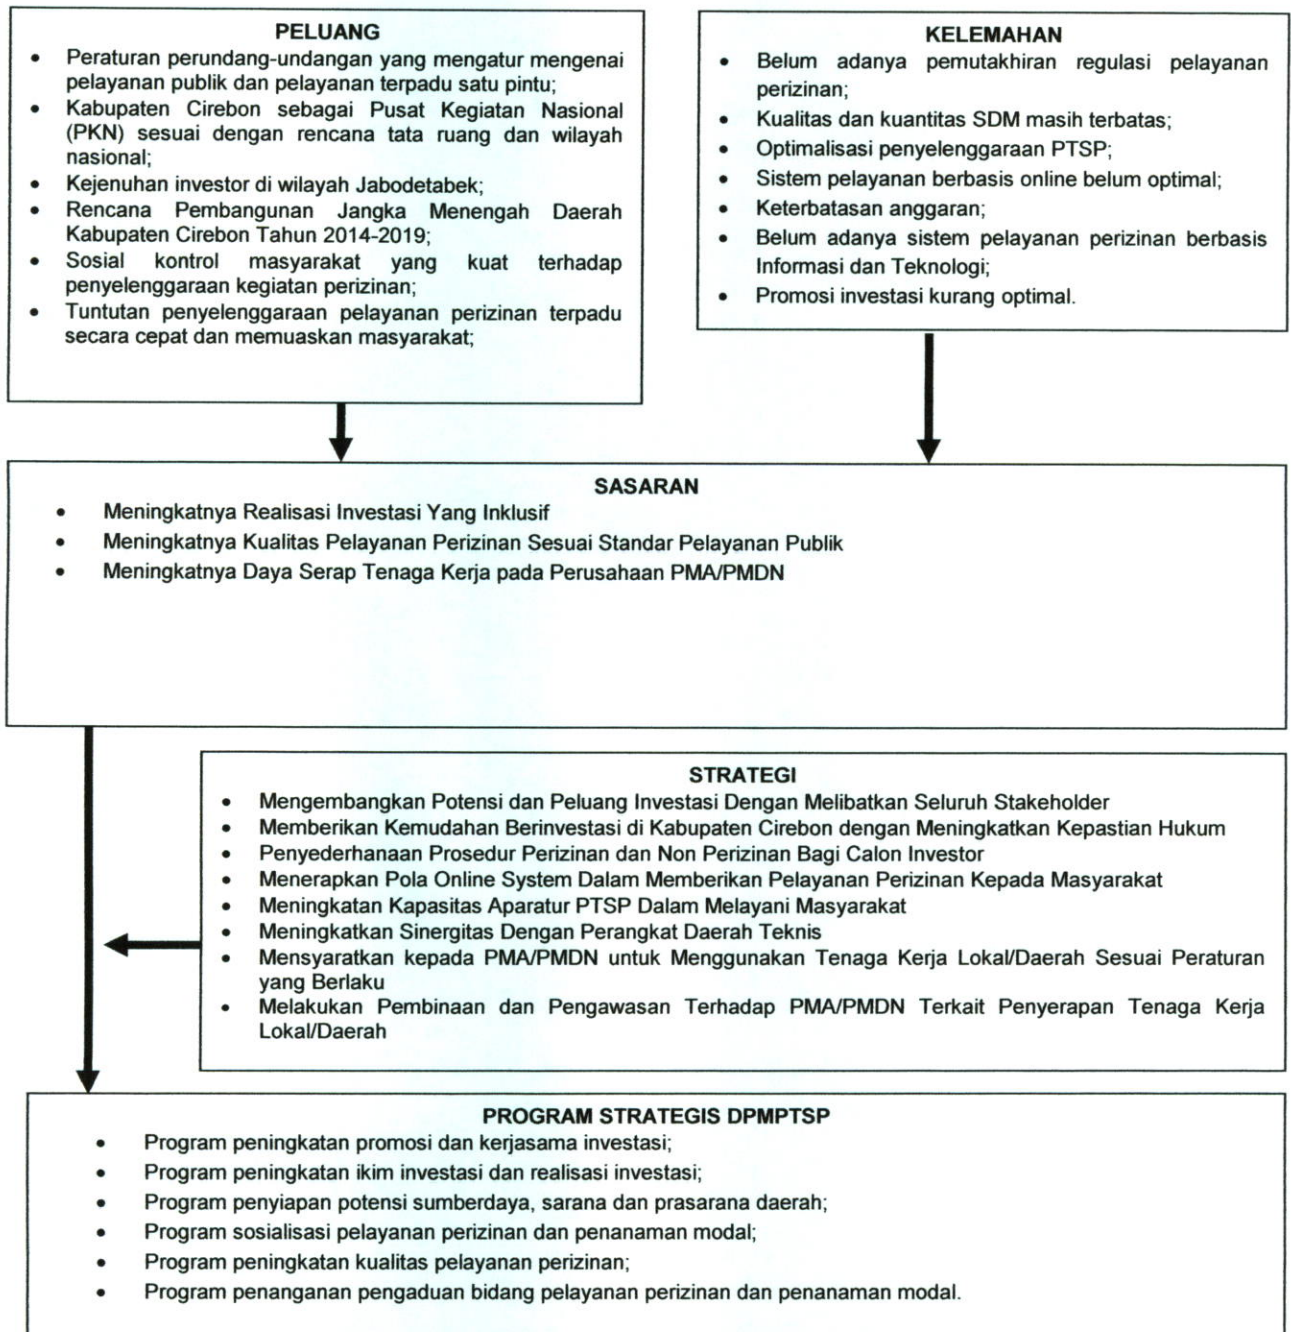 PELUANG
• Peraturan perundang-undangan yang mengatur mengenai
pelayanan publik dan pelayanan terpadu satu pintu;
• Kabupaten Cirebon sebagai Pusat Kegiatan Nasional
(PKN) sesuai dengan rencana tata ruang dan wilayah
nasional;
• Kejenuhan investor di wilayah Jabodetabek;
• Rencana Pembangunan Jangka Menengah Daerah
Kabupaten Cirebon Tahun 2014-2019;
• Sosial kontrol masyarakat yang kuat terhadap
penyelenggaraan kegiatan perizinan;
• Tuntutan penyelenggaraan pelayanan perizinan terpadu
secara cepat dan memuaskan masyarakat;
KELEMAHAN
• Belum adanya pemutakhiran regulasi pelayanan
perizinan;
• Kualitas dan kuantitas SDM masih terbatas;
• Optimalisasi penyelenggaraan PTSP;
• Sistem pelayanan berbasis online belum optimal;
• Keterbatasan anggaran;
• Belum adanya sistem pelayanan perizinan berbasis
Informasi dan Teknologi;
• Promosi investasi kurang optimal.
SASARAN
• Meningkatnya Realisasi Investasi Yang Inklusif
• Meningkatnya Kualitas Pelayanan Perizinan Sesuai Standar Pelayanan Publik
• Meningkatnya Daya Serap Tenaga Kerja pada Perusahaan PMA/PMDN
STRATEGI
• Mengembangkan Potensi dan Peluang Investasi Dengan Melibatkan Seluruh Stakeholder
• Memberikan Kemudahan Berinvestasi di Kabupaten Cirebon dengan Meningkatkan Kepastian Hukum
• Penyederhanaan Prosedur Perizinan dan Non Perizinan Bagi Calon Investor
• Menerapkan Pola Online System Dalam Memberikan Pelayanan Perizinan Kepada Masyarakat
• Meningkatan Kapasitas Aparatur PTSP Dalam Melayani Masyarakat
• Meningkatkan Sinergitas Dengan Perangkat Daerah Teknis
• Mensyaratkan kepada PMA/PMDN untuk Menggunakan Tenaga Kerja Lokal/Daerah Sesuai Peraturan
yang Berlaku
• Melakukan Pembinaan dan Pengawasan Terhadap PMA/PMDN Terkait Penyerapan Tenaga Kerja
Lokal/Daerah
PROGRAM STRATEGIS DPMPTSP
• Program peningkatan promosi dan kerjasama investasi;
• Program peningkatan ikim investasi dan realisasi investasi;
• Program penyiapan potensi sumberdaya, sarana dan prasarana daerah;
• Program sosialisasi pelayanan perizinan dan penanaman modal;
• Program peningkatan kualitas pelayanan perizinan;
• Program penanganan pengaduan bidang pelayanan perizinan dan penanaman modal.